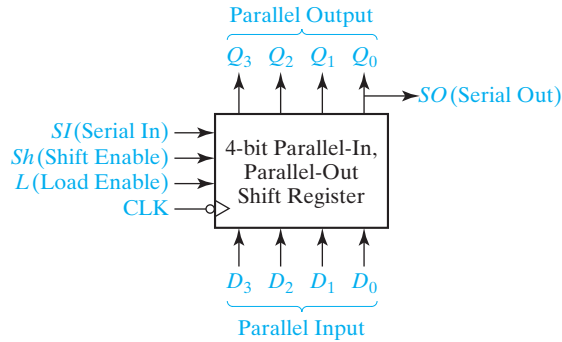 Parallel Output
Q3 Q2 Q1 Q0
SO (Serial Out)
SI (Serial In)
Sh (Shift Enable)
L (Load Enable)
CLK
4-bit Parallel-In,
Parallel-Out
Shift Register
D3 D2 D1 D0
Parallel Input